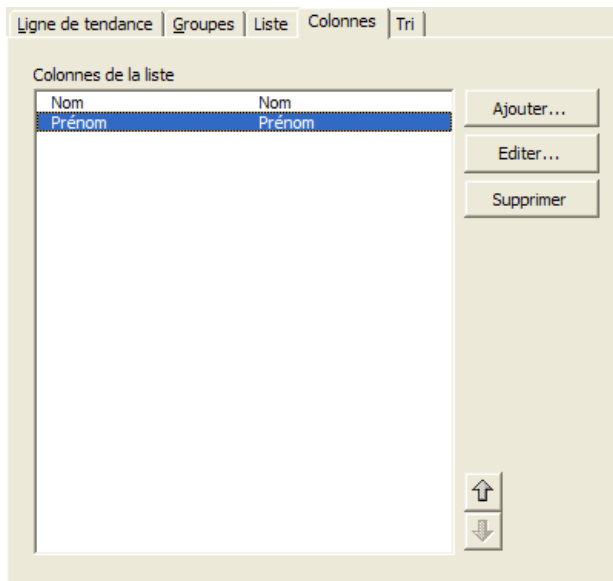 Ligne de tendance Groupes Liste Colonnes Tri
Colonnes de la liste
Nom Nom
Prénom Prénom
Ajouter...
Editer...
Supprimer